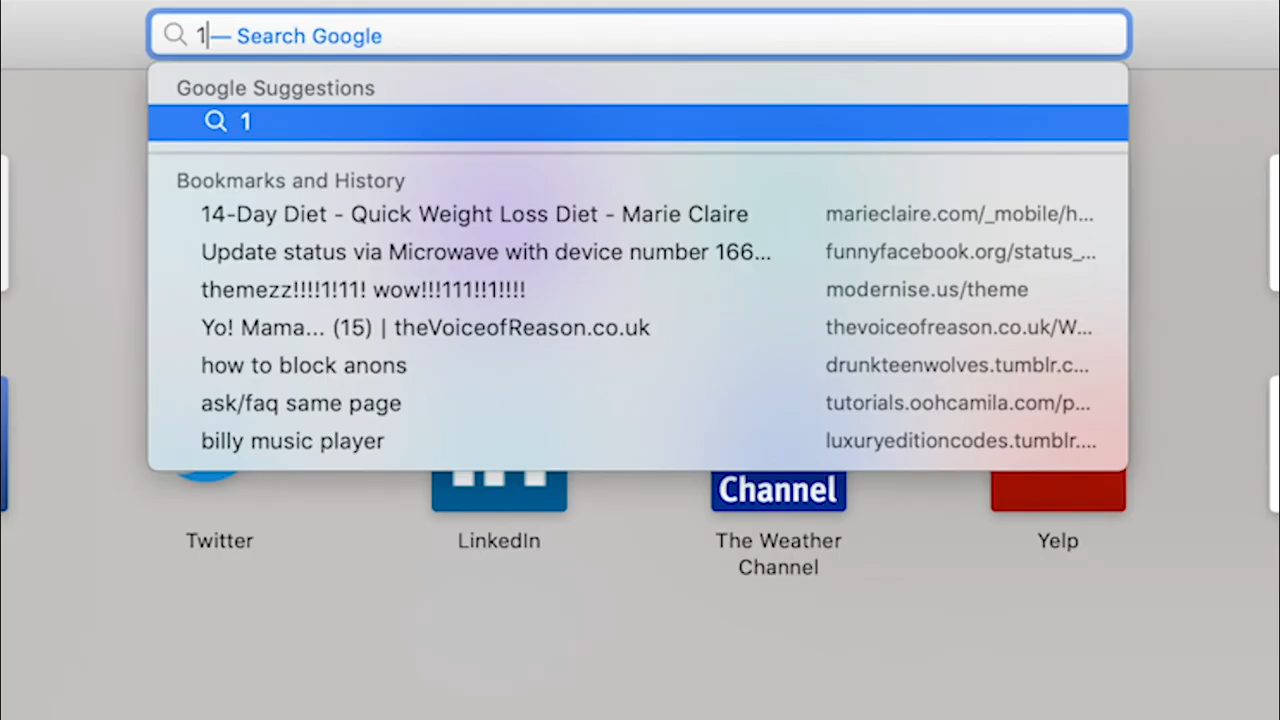 1— Search Google
Google Suggestions
1
Bookmarks and History
14-Day Diet - Quick Weight Loss Diet - Marie Claire marieclaire.com/_mobile/h...
Update status via Microwave with device number 166... funnyfacebook.org/status_...
themezz!!!!1!11! wow!!!111!!1!!!! modernise.us/theme
Yo! Mama... (15) | theVoiceofReason.co.uk thevoiceofreason.co.uk/W...
how to block anons drunkteenwolves.tumblr.c...
ask/faq same page tutorials.oohcamila.com/p...
billy music player luxuryeditioncodes.tumblr....
Channel
Twitter LinkedIn The Weather Yelp
Channel